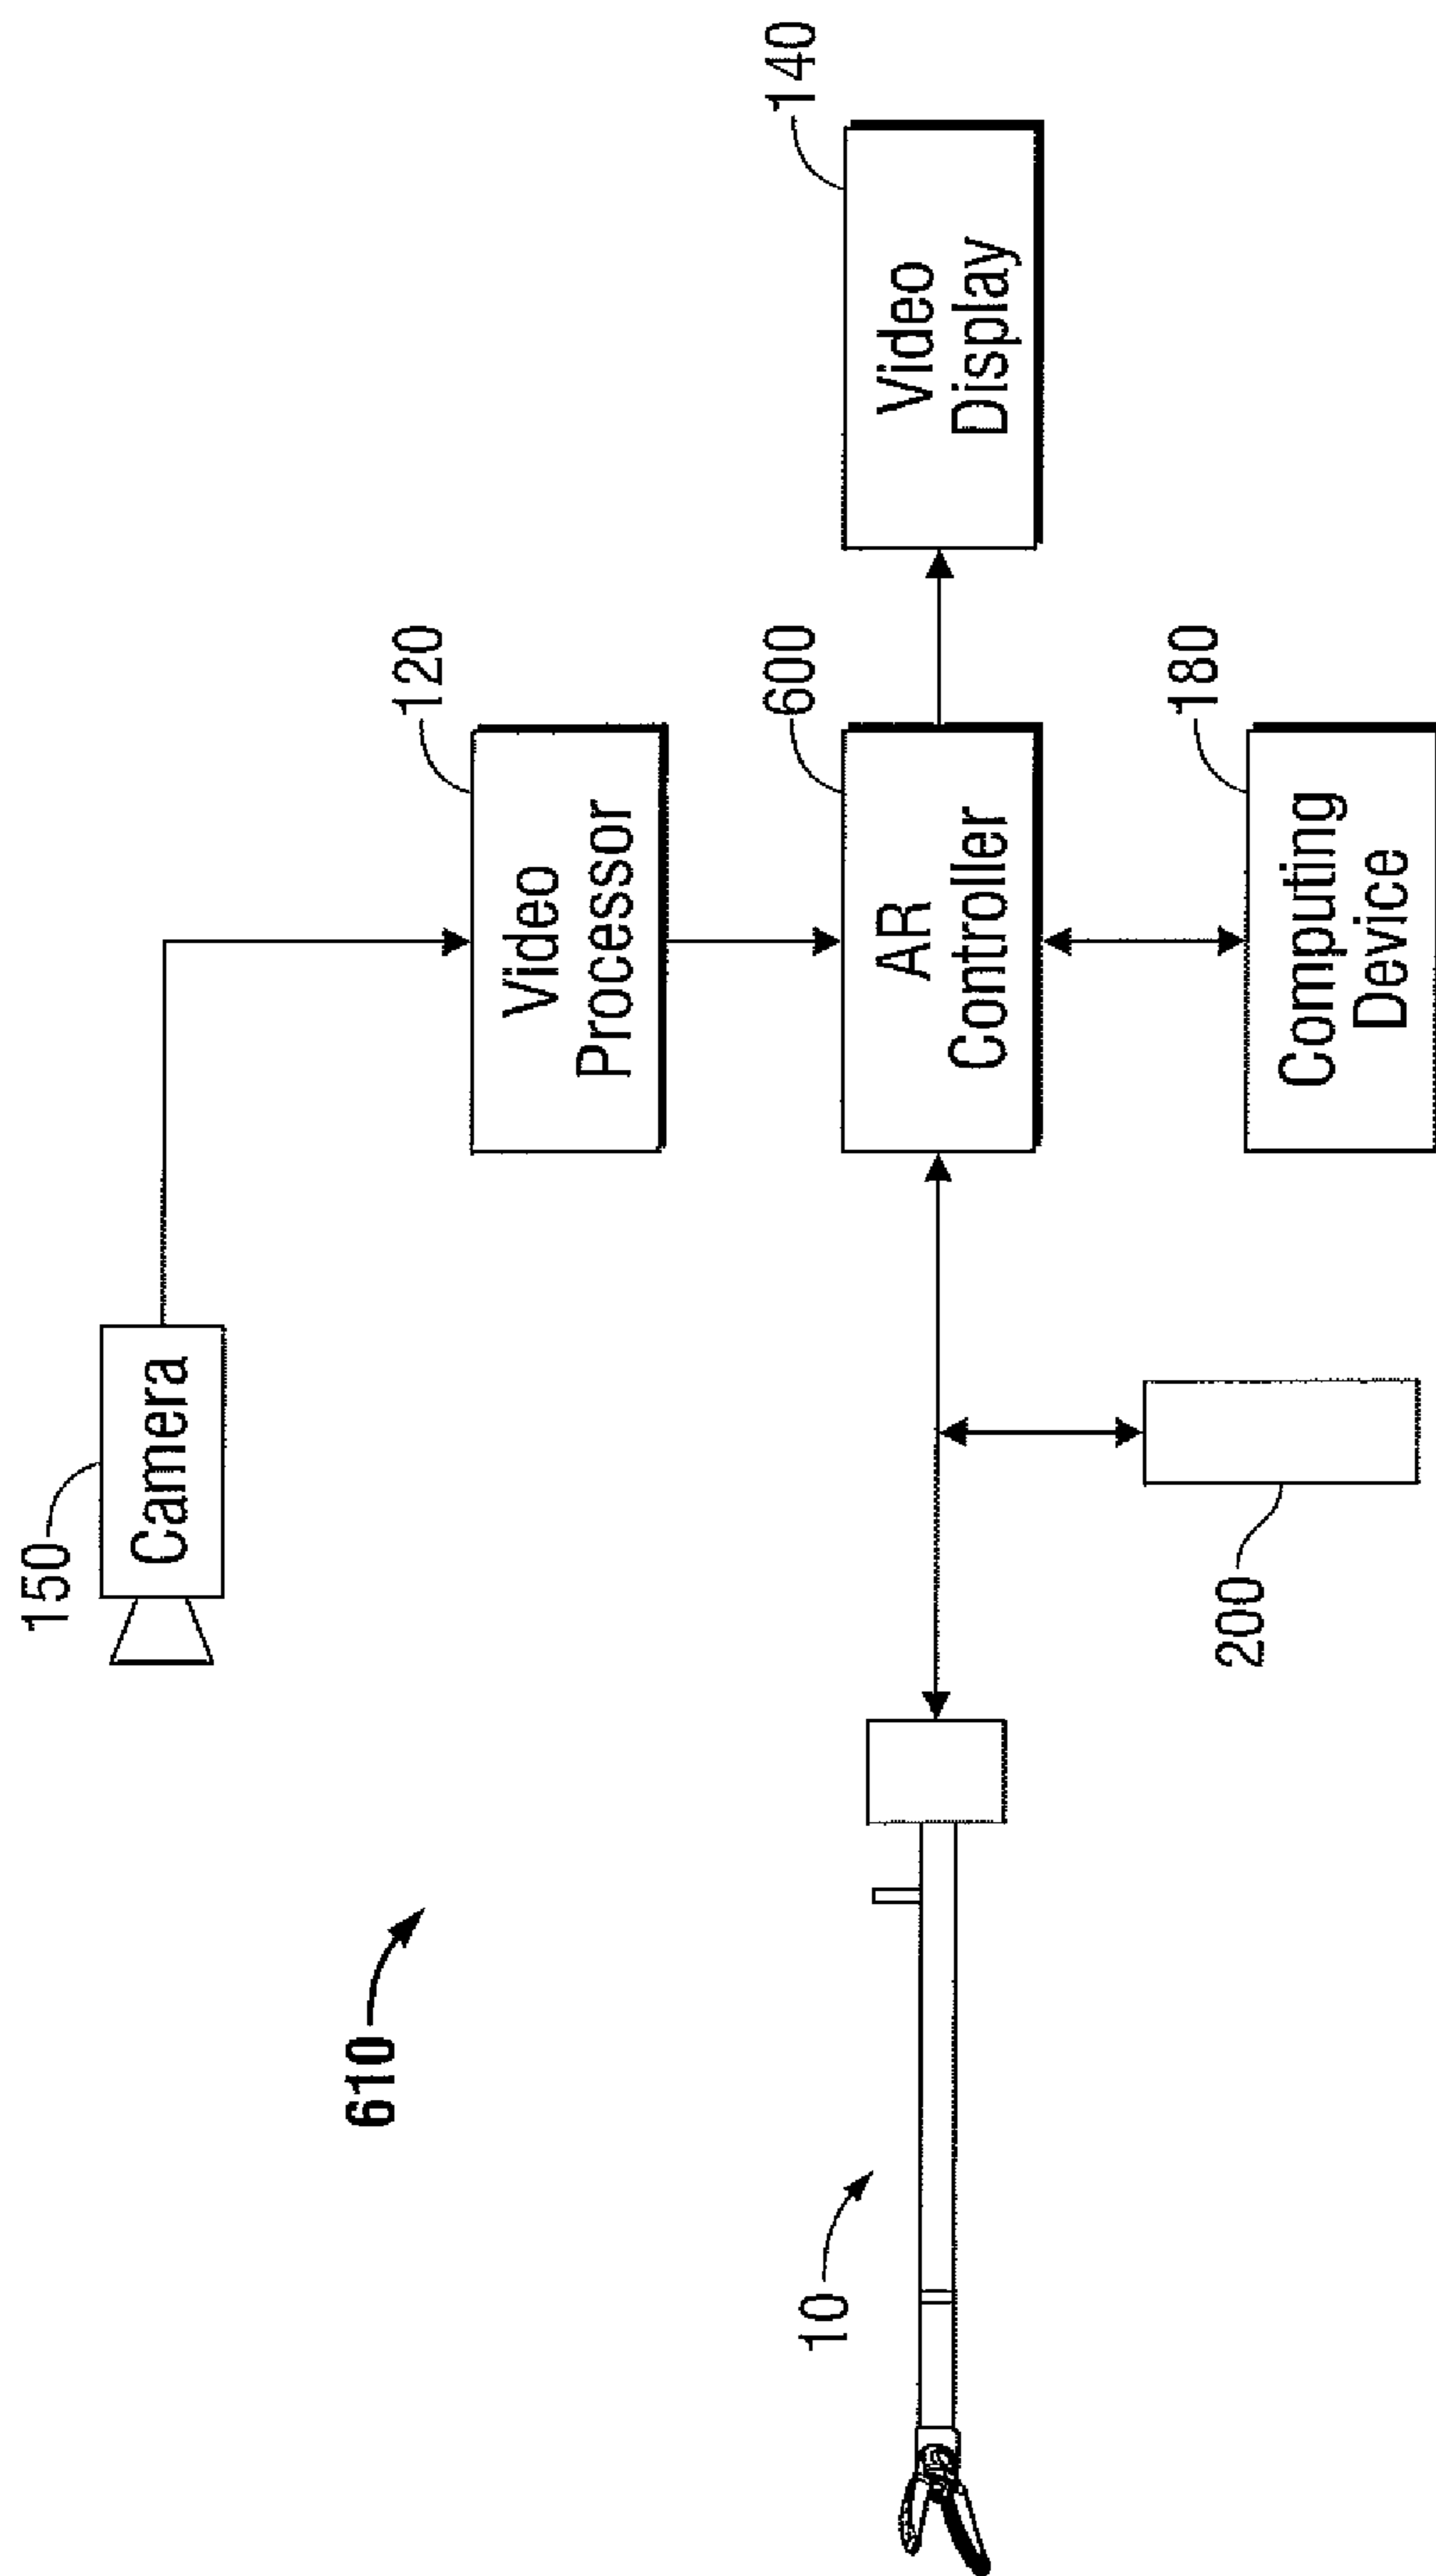 150
Camera
120
Video
Processor
610
600
AR
Controller
140
Video
Display
10
200
180
Computing
Device